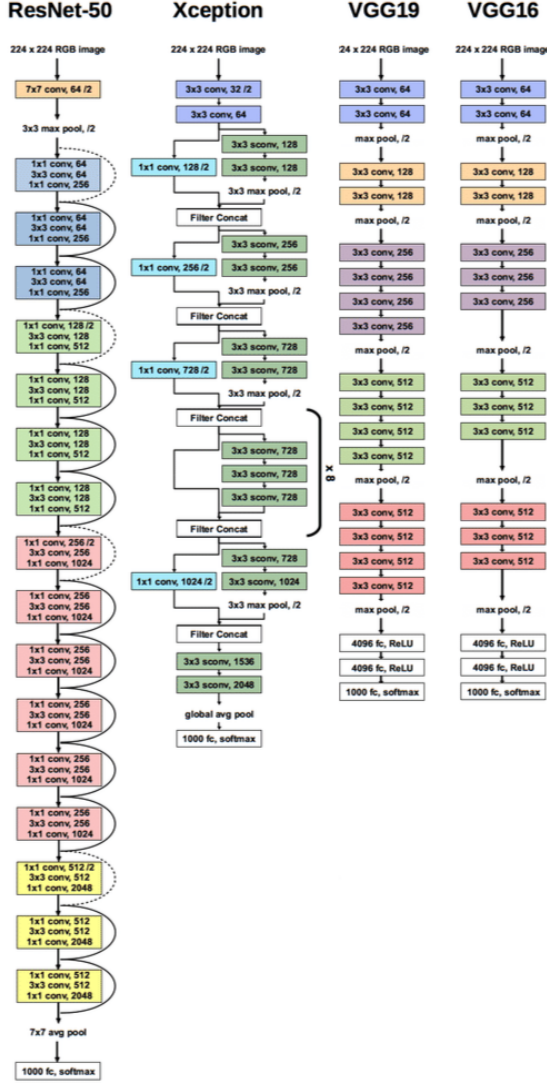 ResNet-50
224 x 224 RGB image
7x7 conv, 64 /2
3x3 max pool, /2
1x1 conv, 64
3x3 conv, 64
1x1 conv, 256
1x1 conv, 64
3x3 conv, 64
1x1 conv, 256
1x1 conv, 64
3x3 conv, 64
1x1 conv, 256
1x1 conv, 128 /2
3x3 conv, 128
1x1 conv, 512
1x1 conv, 128
3x3 conv, 128
1x1 conv, 512
1x1 conv, 128
3x3 conv, 128
1x1 conv, 512
1x1 conv, 128
3x3 conv, 128
1x1 conv, 512
1x1 conv, 256 /2
3x3 conv, 256
1x1 conv, 1024
1x1 conv, 256
3x3 conv, 256
1x1 conv, 1024
1x1 conv, 256
3x3 conv, 256
1x1 conv, 1024
1x1 conv, 256
3x3 conv, 256
1x1 conv, 1024
1x1 conv, 256
3x3 conv, 256
1x1 conv, 1024
1x1 conv, 256
3x3 conv, 256
1x1 conv, 1024
1x1 conv, 512 /2
3x3 conv, 512
1x1 conv, 2048
1x1 conv, 512
3x3 conv, 512
1x1 conv, 2048
1x1 conv, 512
3x3 conv, 512
1x1 conv, 2048
7x7 avg pool
1000 fc, softmax
Xception
224 x 224 RGB image
3x3 conv, 32 /2
3x3 conv, 64
3x3 sconv, 128
1x1 conv, 128 /2
3x3 sconv, 128
3x3 max pool, /2
Filter Concat
3x3 sconv, 256
1x1 conv, 256 /2
3x3 sconv, 256
3x3 max pool, /2
Filter Concat
3x3 sconv, 728
1x1 conv, 728 /2
3x3 sconv, 728
3x3 max pool, /2
Filter Concat
3x3 sconv, 728
3x3 sconv, 728
3x3 sconv, 728
x 8
Filter Concat
3x3 sconv, 728
1x1 conv, 1024 /2
3x3 sconv, 1024
3x3 max pool, /2
Filter Concat
3x3 sconv, 1536
3x3 sconv, 2048
global avg pool
1000 fc, softmax
VGG19
24 x 224 RGB image
3x3 conv, 64
3x3 conv, 64
max pool, /2
3x3 conv, 128
3x3 conv, 128
max pool, /2
3x3 conv, 256
3x3 conv, 256
3x3 conv, 256
3x3 conv, 256
max pool, /2
3x3 conv, 512
3x3 conv, 512
3x3 conv, 512
3x3 conv, 512
max pool, /2
3x3 conv, 512
3x3 conv, 512
3x3 conv, 512
3x3 conv, 512
max pool, /2
4096 fc, ReLU
4096 fc, ReLU
1000 fc, softmax
VGG16
224 x 224 RGB image
3x3 conv, 64
3x3 conv, 64
max pool, /2
3x3 conv, 128
3x3 conv, 128
max pool, /2
3x3 conv, 256
3x3 conv, 256
3x3 conv, 256
max pool, /2
3x3 conv, 512
3x3 conv, 512
3x3 conv, 512
max pool, /2
3x3 conv, 512
3x3 conv, 512
3x3 conv, 512
max pool, /2
4096 fc, ReLU
4096 fc, ReLU
1000 fc, softmax